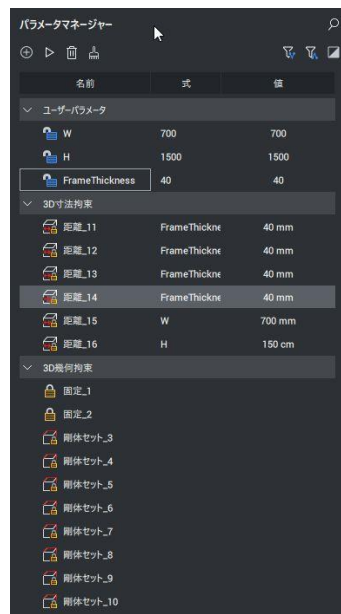 パラメータマネージャー
名前 式 値
ユーザーパラメータ
W 700 700
H 1500 1500
FrameThickness 40 40
3D寸法拘束
距離_11 FrameThickne 40 mm
距離_12 FrameThickne 40 mm
距離_13 FrameThickne 40 mm
距離_14 FrameThickne 40 mm
距離_15 W 700 mm
距離_16 H 150 cm
3D幾何拘束
固定_1
固定_2
剛体セット_3
剛体セット_4
剛体セット_5
剛体セット_6
剛体セット_7
剛体セット_8
剛体セット_9
剛体セット_10